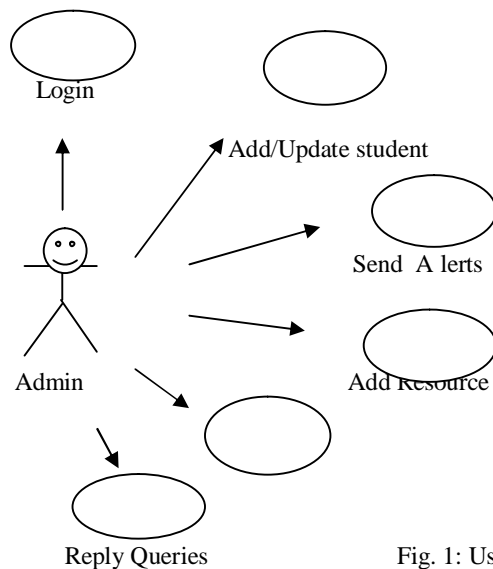 Login
Add/Update student
Send A lerts
Add Resource
Admin
Reply Queries
Fig. 1: Us